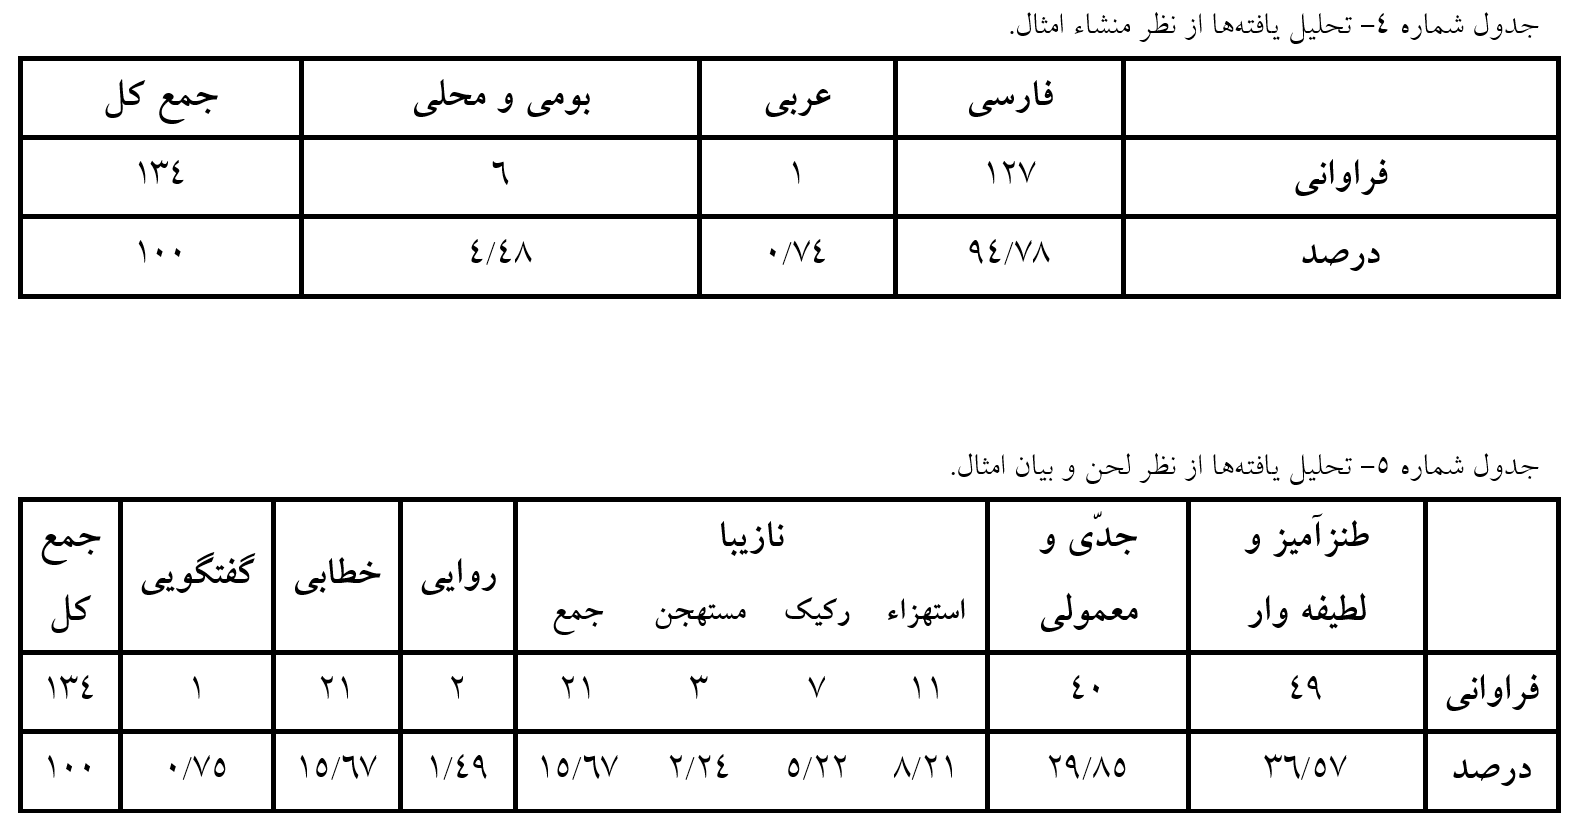 جدول شماره ٤- تحلیل یافته‌ها از نظر منشاء امثال.
فارسی عربی بومی و محلی جمع کل
فراوانی ١٢٧ ١ ٦ ١٣٤
درصد ٩٤/٧٨ ٠/٧٤ ٤/٤٨ ١٠٠
جدول شماره ٥- تحلیل یافته‌ها از نظر لحن و بیان امثال.
طنزآمیز و جدّی و نازیبا روایی خطابی گفتگویی جمع
لطیفه وار معمولی استهزاء رکیک مستهجن جمع کل
فراوانی ٤٩ ٤٠ ١١ ٧ ٣ ٢١ ٢ ٢١ ١ ١٣٤
درصد ٣٦/٥٧ ٢٩/٨٥ ٨/٢١ ٥/٢٢ ٢/٢٤ ١٥/٦٧ ١/٤٩ ١٥/٦٧ ٠/٧٥ ١٠٠